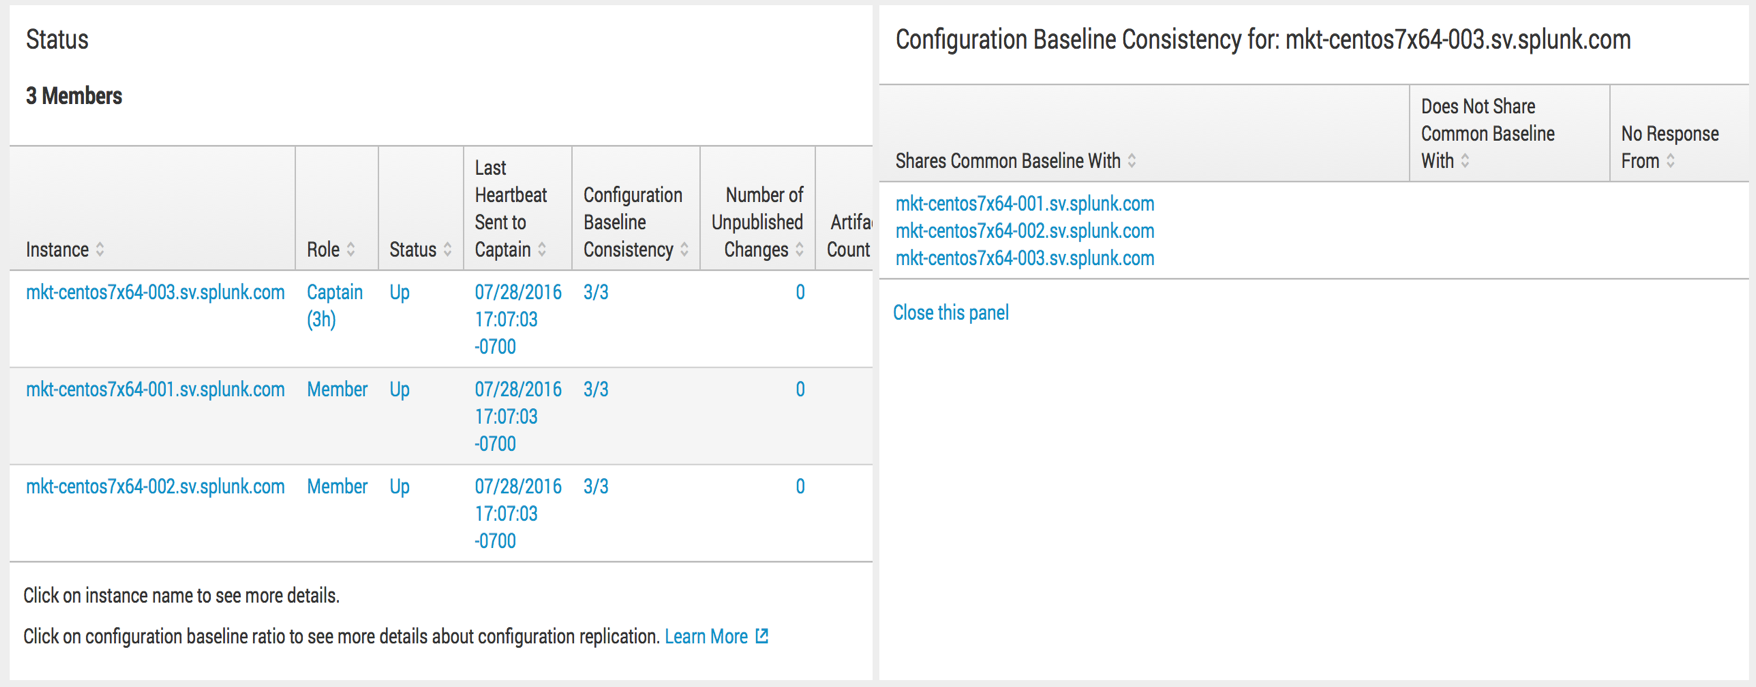 Status
3 Members
Instance
Role
Status
Last
Heartbeat
Sent to
Captain
Configuration
Baseline
Consistency
Number of
Unpublished
Changes
Count
mkt-centos7x64-003.sv.splunk.com
Captain
(3h)
Up
07/28/2016
17:07:03
-0700
3/3
0
mkt-centos7x64-001.sv.splunk.com
Member
Up
07/28/2016
17:07:03
-0700
3/3
0
mkt-centos7x64-002.sv.splunk.com
Member
Up
07/28/2016
17:07:03
-0700
3/3
0
Click on instance name to see more details.
Click on configuration baseline ratio to see more details about configuration replication. Learn More
Configuration Baseline Consistency for: mkt-centos7x64-003.sv.splunk.com
Shares Common Baseline With
Does Not Share
Common Baseline
With
No Response
From
mkt-centos7x64-001.sv.splunk.com
mkt-centos7x64-002.sv.splunk.com
mkt-centos7x64-003.sv.splunk.com
Close this panel